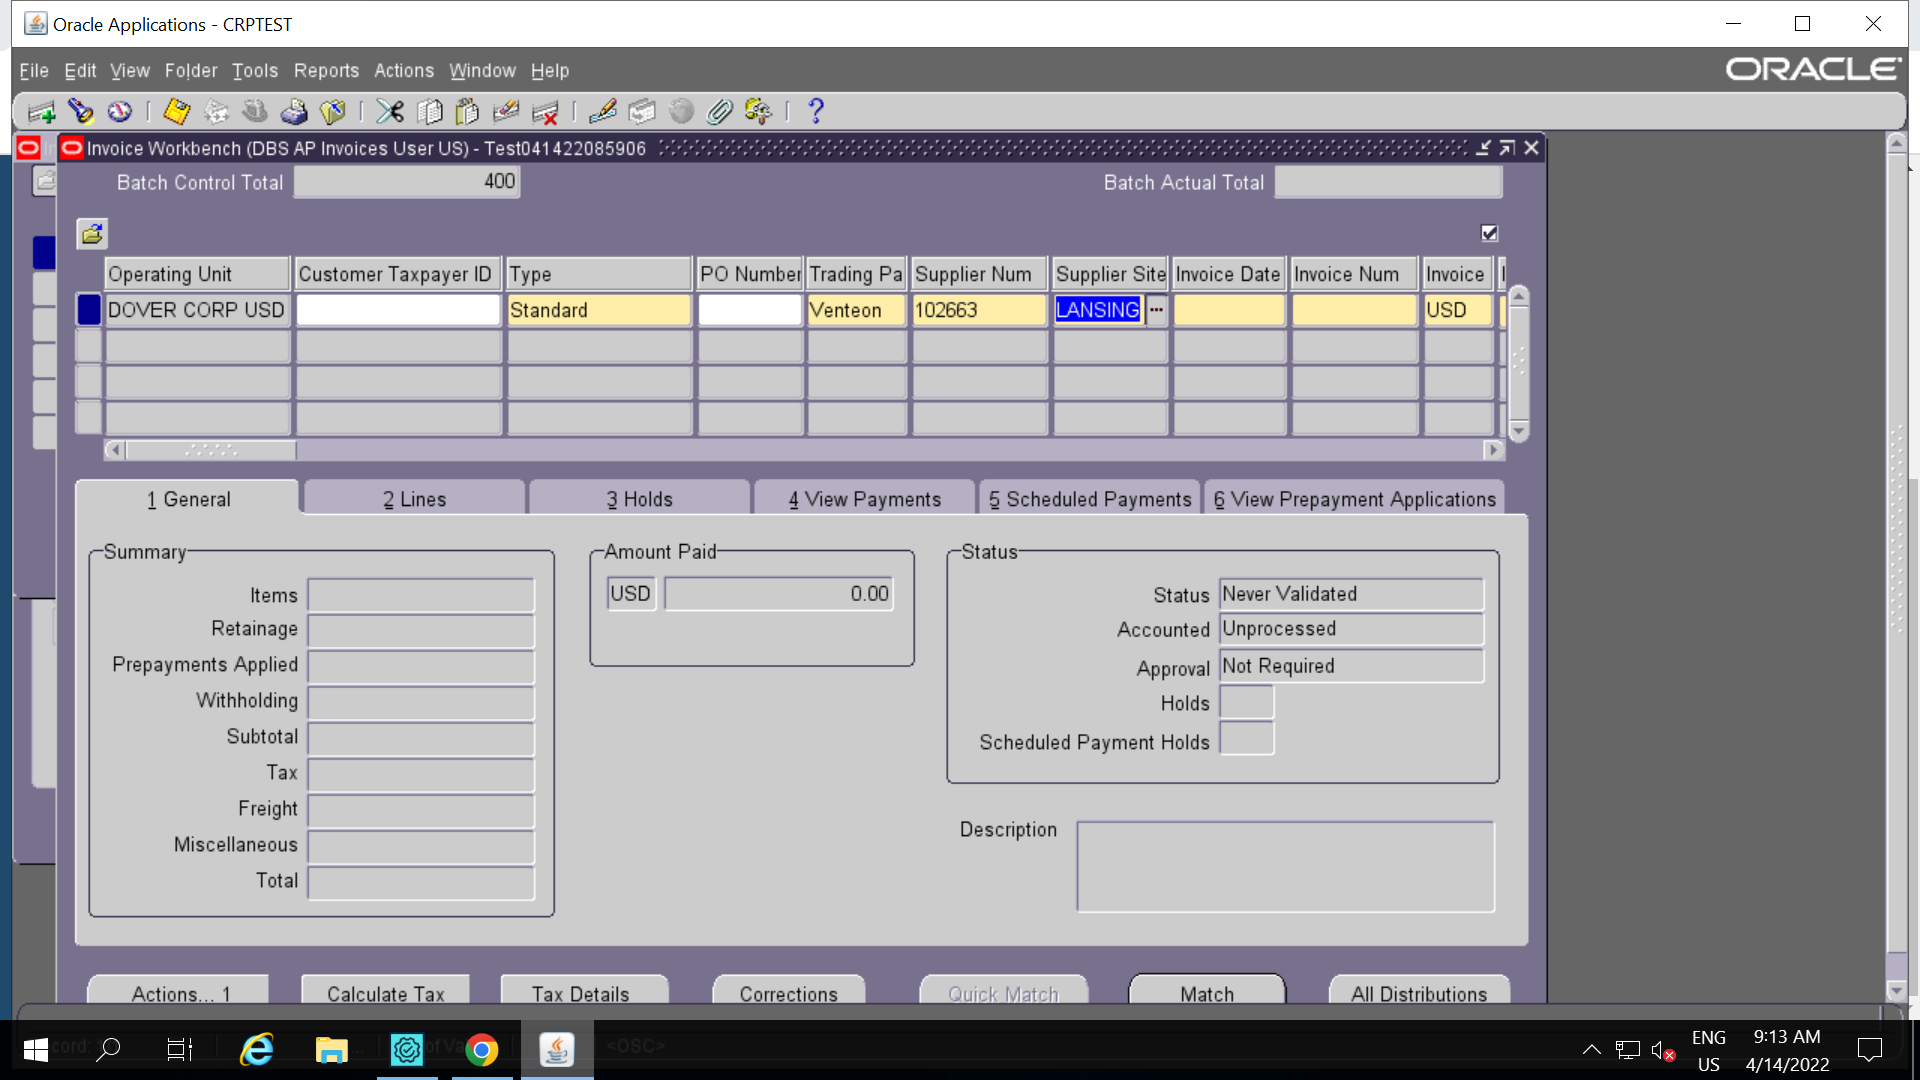 Oracle Applications - CRPTEST
File Edit View Folder Tools Reports Actions Window Help
ORACLE
Invoice Workbench (DBS AP Invoices User US) - Test041422085906
Batch Control Total 400 Batch Actual Total
Operating Unit Customer Taxpayer ID Type PO Number Trading Pa Supplier Num Supplier Site Invoice Date Invoice Num Invoice
DOVER CORP USD Standard Venteon 102663 LANSING ... USD
1 General 2 Lines 3 Holds 4 View Payments 5 Scheduled Payments 6 View Prepayment Applications
Summary Amount Paid Status
Items USD 0.00 Status Never Validated
Retainage Accounted Unprocessed
Prepayments Applied Approval Not Required
Withholding Holds
Subtotal Scheduled Payment Holds
Tax
Freight
Miscellaneous Description
Total
Actions... 1 Calculate Tax Tax Details Corrections Quick Match Match All Distributions
<OSC>
ENG 9:13 AM
US 4/14/2022